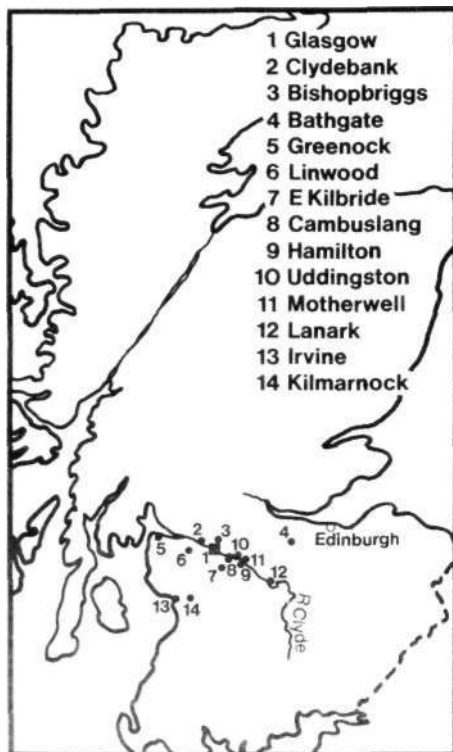 1 Glasgow
2 Clydebank
3 Bishopbriggs
4 Bathgate
5 Greenock
6 Linwood
7 E Kilbride
8 Cambuslang
9 Hamilton
10 Uddingston
11 Motherwell
12 Lanark
13 Irvine
14 Kilmarnock
2 3 4 Edinburgh
5 6 1 10
11
7 8 9
12
13 14
R Clyde